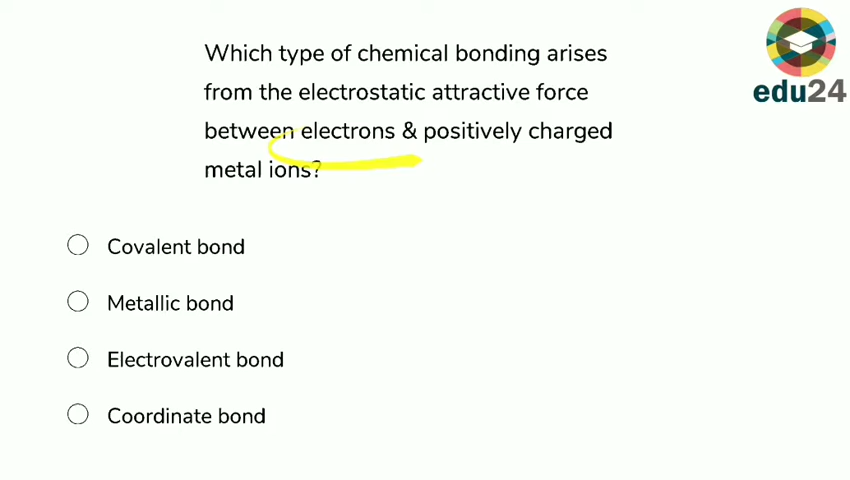 Which type of chemical bonding arises
from the electrostatic attractive force
between electrons & positively charged
metal ions?
edu24
Covalent bond
Metallic bond
Electrovalent bond
Coordinate bond